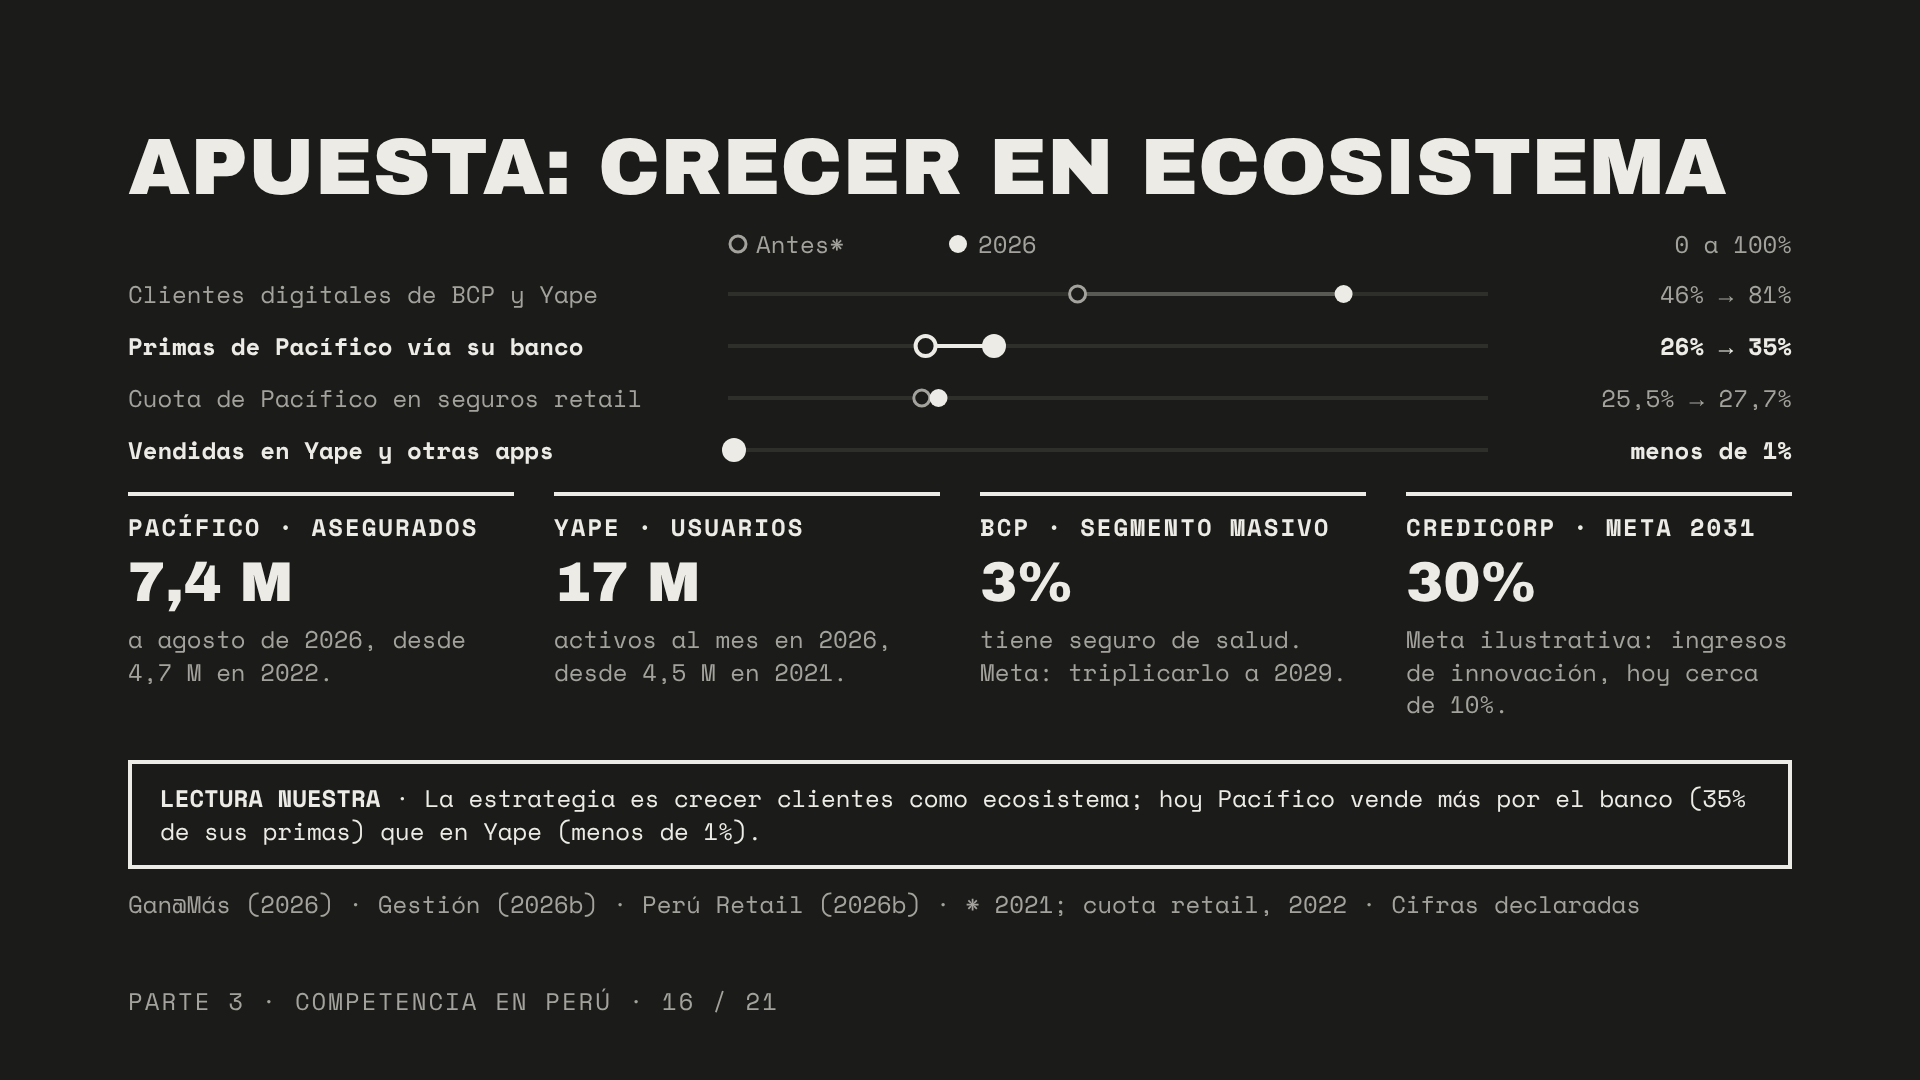 APUESTA: CRECER EN ECOSISTEMA
Antes* 2026 0 a 100%
Clientes digitales de BCP y Yape 46% → 81%
Primas de Pacífico vía su banco 26% → 35%
Cuota de Pacífico en seguros retail 25,5% → 27,7%
Vendidas en Yape y otras apps menos de 1%
PACÍFICO · ASEGURADOS
7,4 M
a agosto de 2026, desde
4,7 M en 2022.
YAPE · USUARIOS
17 M
activos al mes en 2026,
desde 4,5 M en 2021.
BCP · SEGMENTO MASIVO
3%
tiene seguro de salud.
Meta: triplicarlo a 2029.
CREDICORP · META 2031
30%
Meta ilustrativa: ingresos
de innovación, hoy cerca
de 10%.
LECTURA NUESTRA · La estrategia es crecer clientes como ecosistema; hoy Pacífico vende más por el banco (35%
de sus primas) que en Yape (menos de 1%).
Gan@Más (2026) · Gestión (2026b) · Perú Retail (2026b) · * 2021; cuota retail, 2022 · Cifras declaradas
PARTE 3 · COMPETENCIA EN PERÚ · 16 / 21